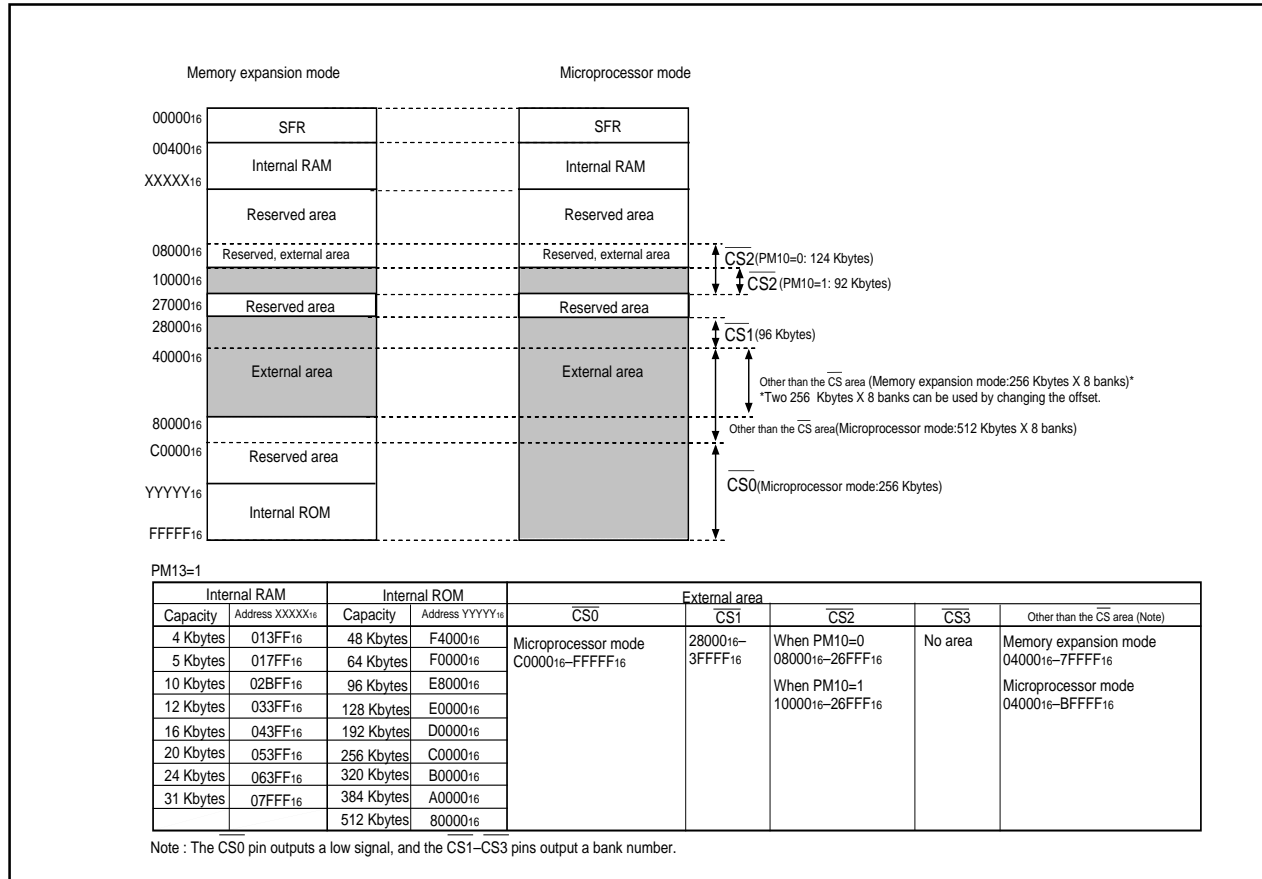 Memory expansion mode
Microprocessor mode
0000016
0040016
XXXXX16
0800016
1000016
2700016
2800016
4000016
8000016
C000016
YYYYY16
FFFFF16
SFR
Internal RAM
Reserved area
Reserved, external area
Reserved area
External area
Reserved area
Internal ROM
SFR
Internal RAM
Reserved area
Reserved, external area
Reserved area
External area
CS2(PM10=0: 124 Kbytes)
CS2(PM10=1: 92 Kbytes)
CS1(96 Kbytes)
Other than the CS area (Memory expansion mode:256 Kbytes X 8 banks)*
*Two 256 Kbytes X 8 banks can be used by changing the offset.
Other than the CS area(Microprocessor mode:512 Kbytes X 8 banks)
CS0(Microprocessor mode:256 Kbytes)
PM13=1
Internal RAM Internal ROM External area
Capacity Address XXXXX16 Capacity Address YYYYY16 CS0 CS1 CS2 CS3 Other than the CS area (Note)
4 Kbytes 013FF16 48 Kbytes F400016 Microprocessor mode 2800016– When PM10=0 No area Memory expansion mode
5 Kbytes 017FF16 64 Kbytes F000016 C000016–FFFFF16 3FFFF16 0800016–26FFF16 0400016–7FFFF16
10 Kbytes 02BFF16 96 Kbytes E800016 When PM10=1 Microprocessor mode
12 Kbytes 033FF16 128 Kbytes E000016 1000016–26FFF16 0400016–BFFFF16
16 Kbytes 043FF16 192 Kbytes D000016
20 Kbytes 053FF16 256 Kbytes C000016
24 Kbytes 063FF16 320 Kbytes B000016
31 Kbytes 07FFF16 384 Kbytes A000016
512 Kbytes 8000016
Note : The CS0 pin outputs a low signal, and the CS1–CS3 pins output a bank number.